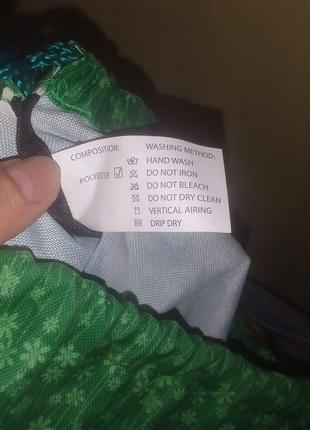 COMPOSITION: WASHING METHOD:
HAND WASH
POLYESTER DO NOT IRON
DO NOT BLEACH
DO NOT DRY CLEAN
VERTICAL AIRING
DRIP DRY